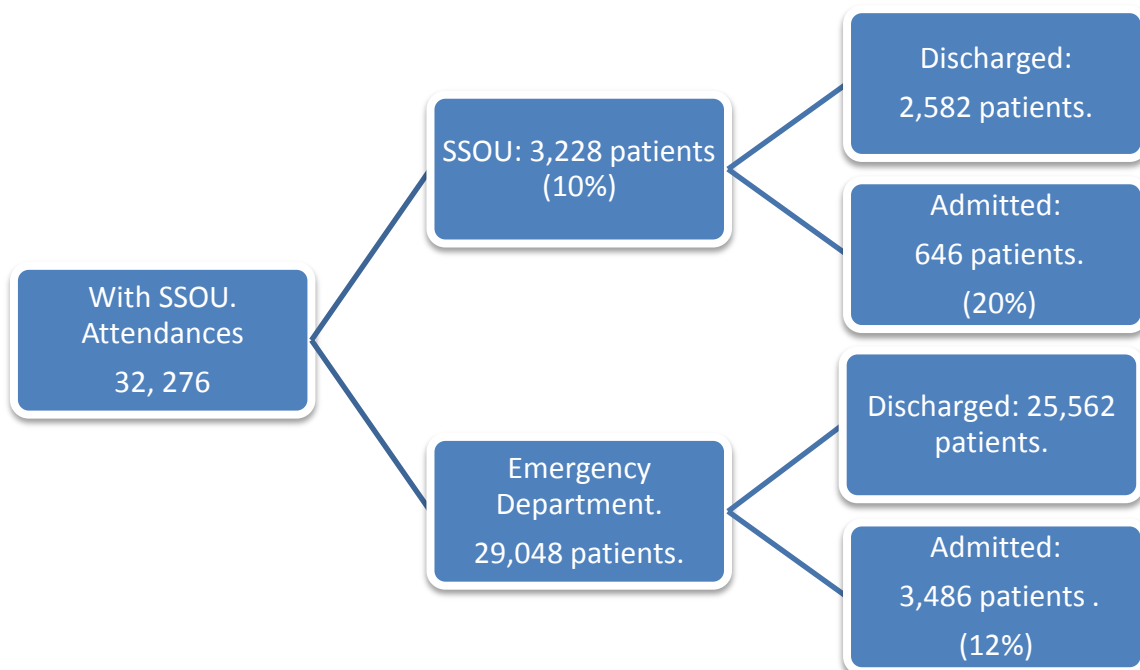 With SSOU.
Attendances
32, 276
SSOU: 3,228 patients
(10%)
Emergency
Department.
29,048 patients.
Discharged:
2,582 patients.
Admitted:
646 patients.
(20%)
Discharged: 25,562
patients.
Admitted:
3,486 patients .
(12%)